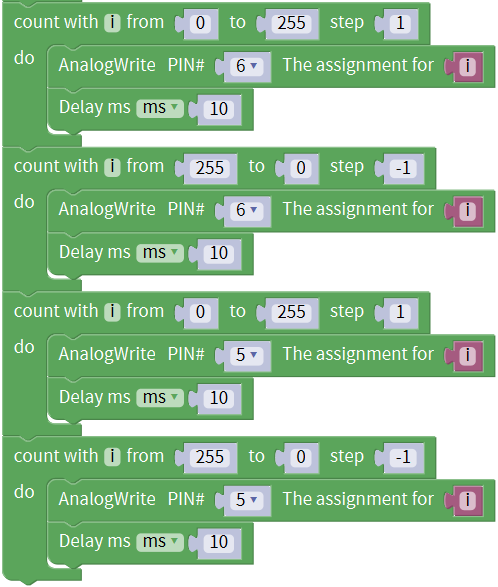 count with i from 0 to 255 step 1
do
AnalogWrite PIN# 6 The assignment for i
Delay ms ms 10
count with i from 255 to 0 step -1
do
AnalogWrite PIN# 6 The assignment for i
Delay ms ms 10
count with i from 0 to 255 step 1
do
AnalogWrite PIN# 5 The assignment for i
Delay ms ms 10
count with i from 255 to 0 step -1
do
AnalogWrite PIN# 5 The assignment for i
Delay ms ms 10